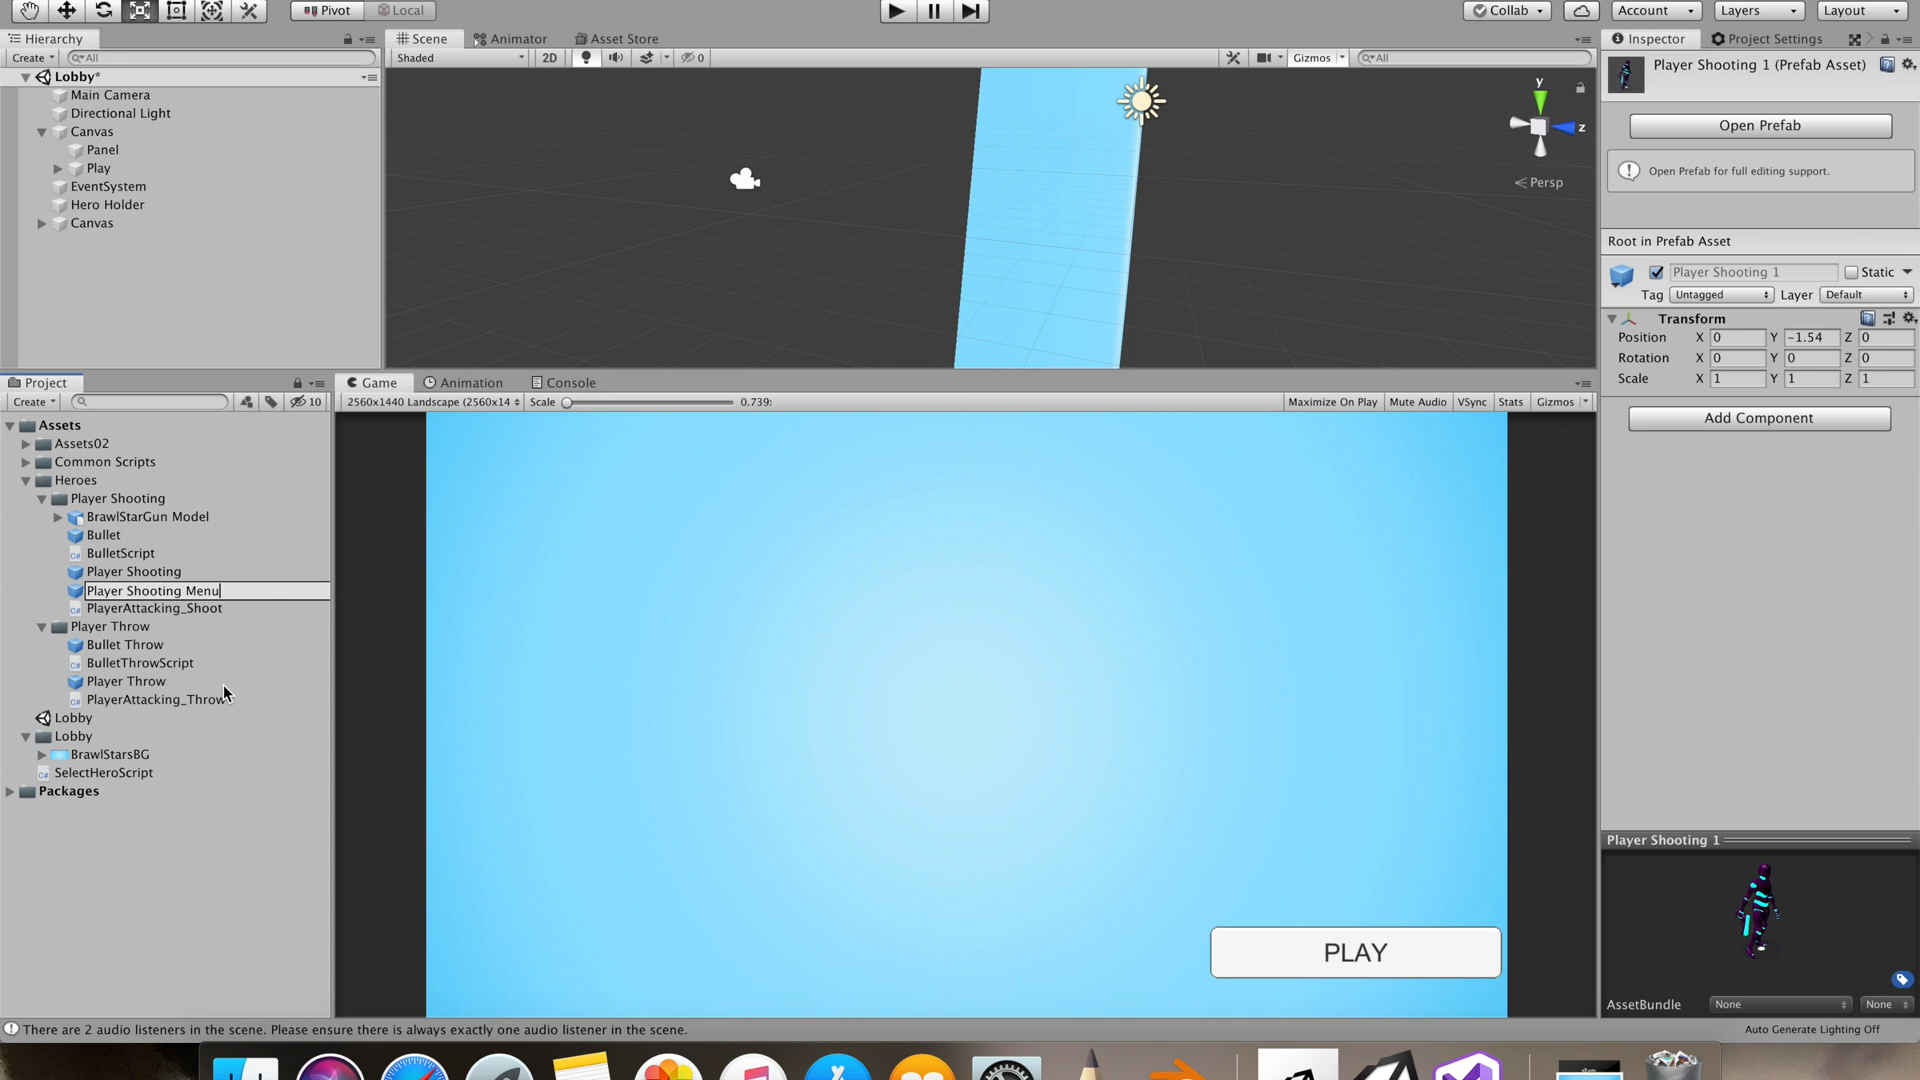 Pivot Local Collab Account Layers Layout
Hierarchy Scene Animator Asset Store Inspector Project Settings
Create All Shaded 2D 0 Gizmos All
Player Shooting 1 (Prefab Asset)
Open Prefab
Open Prefab for full editing support.
Root in Prefab Asset
Player Shooting 1 Static
Tag Untagged Layer Default
Transform
Position X 0 Y -1.54 Z 0
Rotation X 0 Y 0 Z 0
Scale X 1 Y 1 Z 1
Add Component
Lobby*
Main Camera
Directional Light
Canvas
Panel
Play
EventSystem
Hero Holder
Canvas
y
z
Persp
Project Game Animation Console
Create 10 2560x1440 Landscape (2560x14 Scale 0.739: Maximize On Play Mute Audio VSync Stats Gizmos
Assets
Assets02
Common Scripts
Heroes
Player Shooting
BrawlStarGun Model
Bullet
BulletScript
Player Shooting
Player Shooting Menu
PlayerAttacking_Shoot
Player Throw
Bullet Throw
BulletThrowScript
Player Throw
PlayerAttacking_Throw
Lobby
Lobby
BrawlStarsBG
SelectHeroScript
Packages
PLAY
Player Shooting 1
AssetBundle None None
There are 2 audio listeners in the scene. Please ensure there is always exactly one audio listener in the scene.
Auto Generate Lighting Off